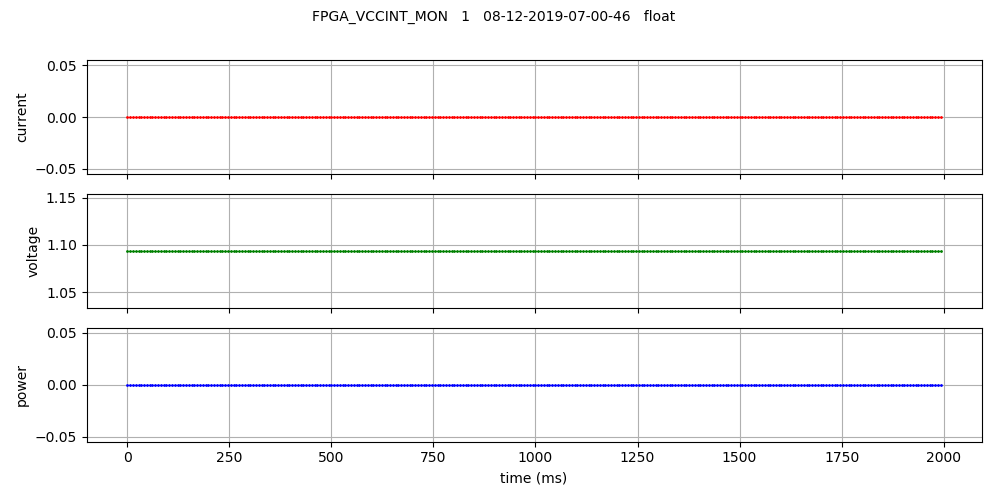 FPGA_VCCINT_MON 1 08-12-2019-07-00-46 float
0.05
0.00
−0.05
current
1.15
1.10
1.05
voltage
0.05
0.00
−0.05
power
0 250 500 750 1000 1250 1500 1750 2000
time (ms)